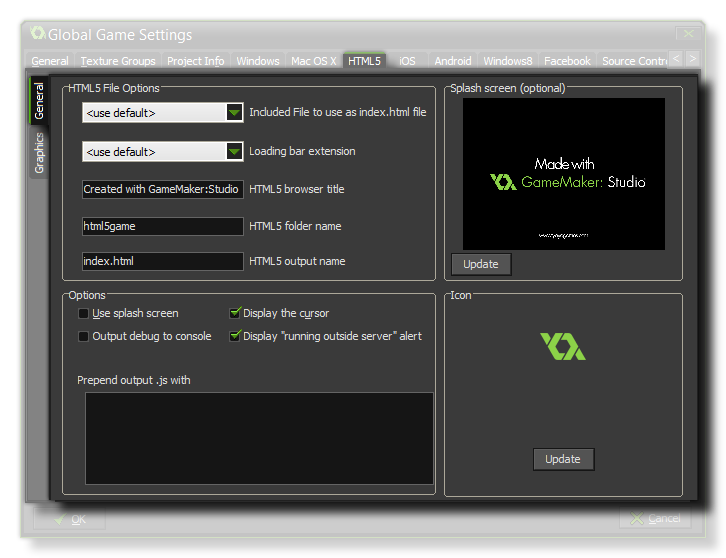 Global Game Settings
General Texture Groups Project Info Windows Mac OS X HTML5 iOS Android Windows8 Facebook Source Contro
General
Graphics
HTML5 File Options
<use default> Included File to use as index.html file
<use default> Loading bar extension
Created with GameMaker:Studio HTML5 browser title
html5game HTML5 folder name
index.html HTML5 output name
Splash screen (optional)
Made with
GameMaker: Studio
www.yoyogames.com
Update
Options
Use splash screen Display the cursor
Output debug to console Display "running outside server" alert
Prepend output .js with
Icon
Update
OK Cancel